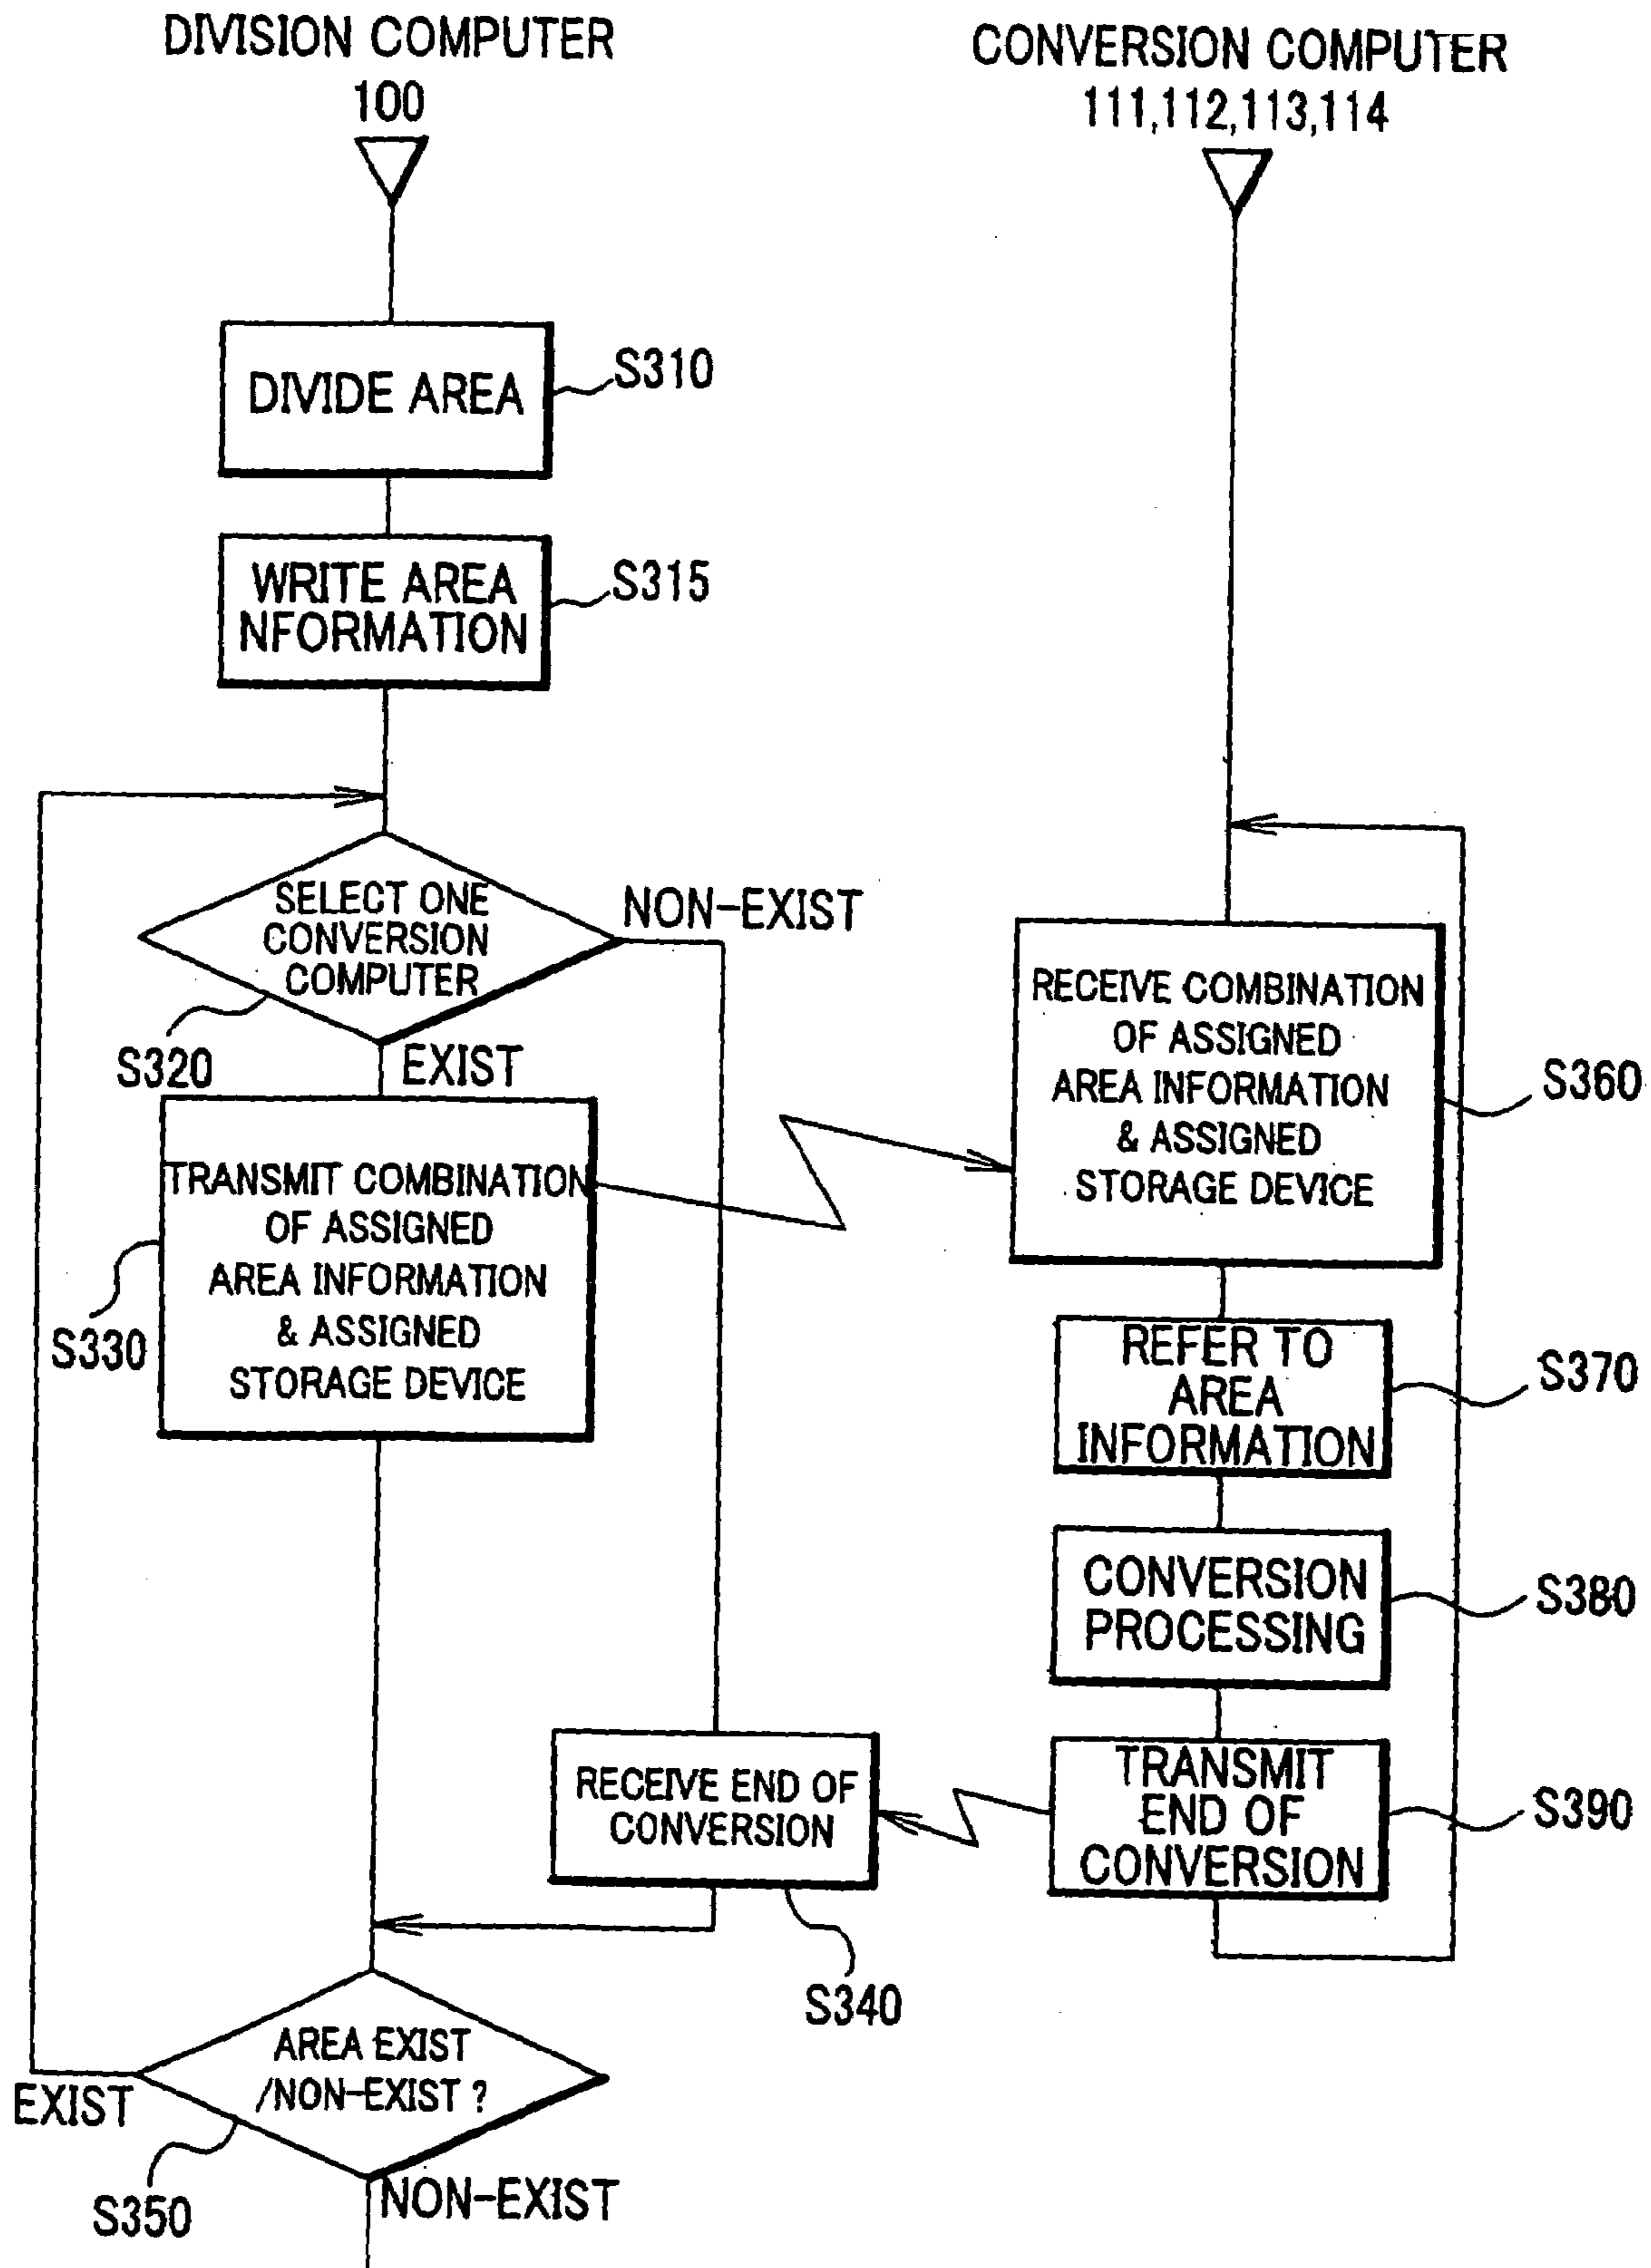 DIVISION COMPUTER
100
CONVERSION COMPUTER
111,112,113,114
DIVIDE AREA
S310
WRITE AREA
NFORMATION
S315
SELECT ONE
CONVERSION
COMPUTER
NON-EXIST
S320
EXIST
TRANSMIT COMBINATION
OF ASSIGNED
AREA INFORMATION
& ASSIGNED
STORAGE DEVICE
S330
RECEIVE COMBINATION
OF ASSIGNED
AREA INFORMATION
& ASSIGNED
STORAGE DEVICE
S360
REFER TO
AREA
INFORMATION
S370
CONVERSION
PROCESSING
S380
RECEIVE END OF
CONVERSION
S340
TRANSMIT
END OF
CONVERSION
S390
AREA EXIST
/NON-EXIST ?
EXIST
S350
NON-EXIST